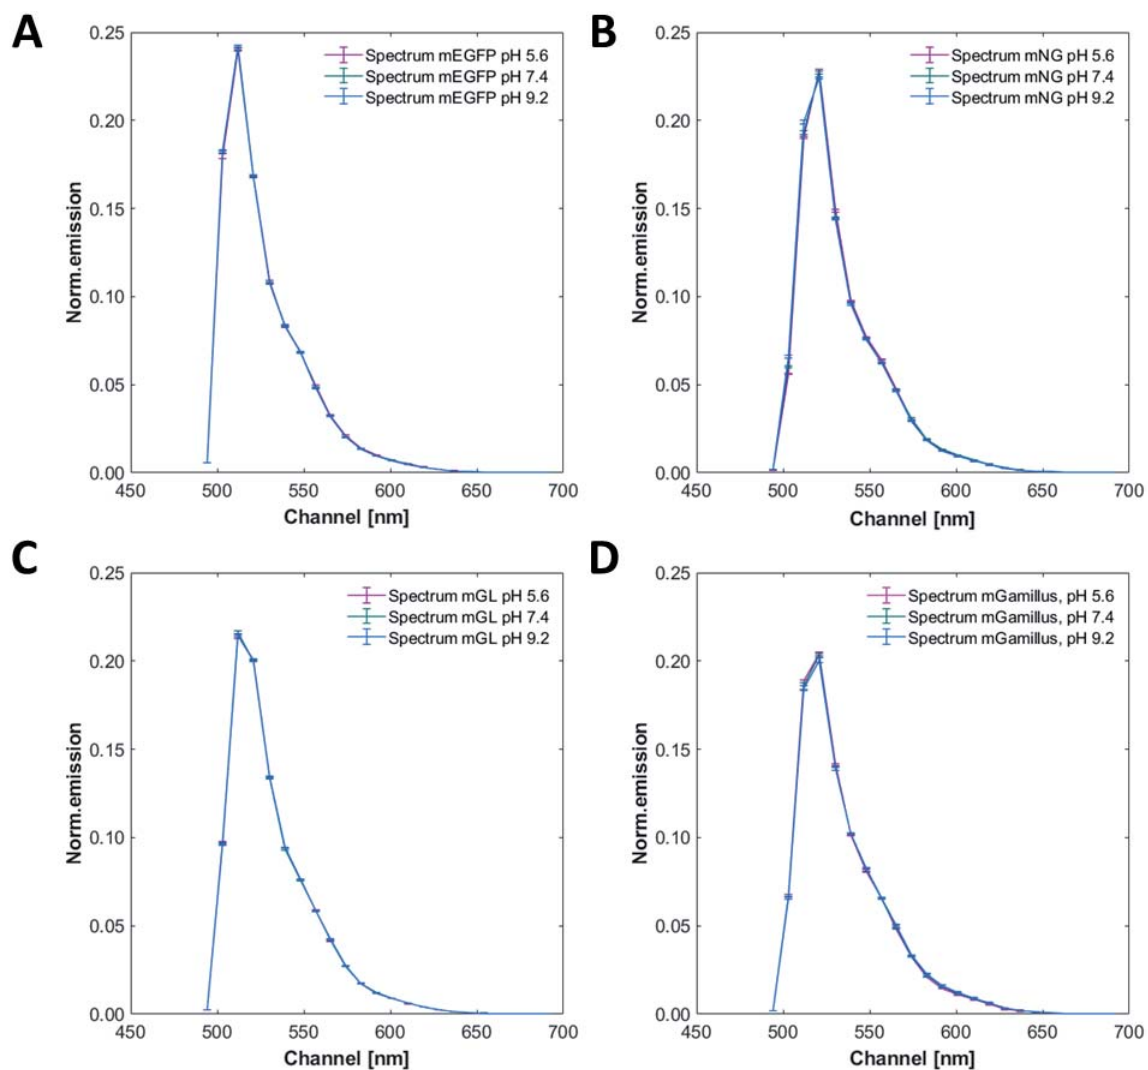 A
Spectrum mEGFP pH 5.6
Spectrum mEGFP pH 7.4
Spectrum mEGFP pH 9.2
0.25
0.20
0.15
0.10
0.05
0.00
Norm.emission
450 500 550 600 650 700
Channel [nm]
B
Spectrum mNG pH 5.6
Spectrum mNG pH 7.4
Spectrum mNG pH 9.2
0.25
0.20
0.15
0.10
0.05
0.00
Norm.emission
450 500 550 600 650 700
Channel [nm]
C
Spectrum mGL pH 5.6
Spectrum mGL pH 7.4
Spectrum mGL pH 9.2
0.25
0.20
0.15
0.10
0.05
0.00
Norm.emission
450 500 550 600 650 700
Channel [nm]
D
Spectrum mGamillus, pH 5.6
Spectrum mGamillus, pH 7.4
Spectrum mGamillus, pH 9.2
0.25
0.20
0.15
0.10
0.05
0.00
Norm.emission
450 500 550 600 650 700
Channel [nm]